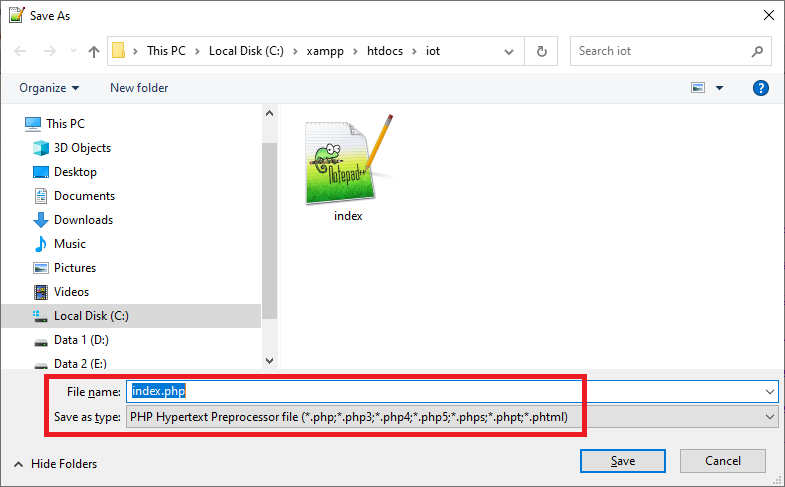 Save As
This PC > Local Disk (C:) > xampp > htdocs > iot
Search iot
Organize
New folder
?
This PC
3D Objects
Desktop
Documents
Downloads
Music
Pictures
Videos
Local Disk (C:)
Data 1 (D:)
Data 2 (E:)
Notepad++
index
File name: index.php
Save as type: PHP Hypertext Preprocessor file (*.php;*.php3;*.php4;*.php5;*.phps;*.phpt;*.phtml)
Hide Folders
Save
Cancel